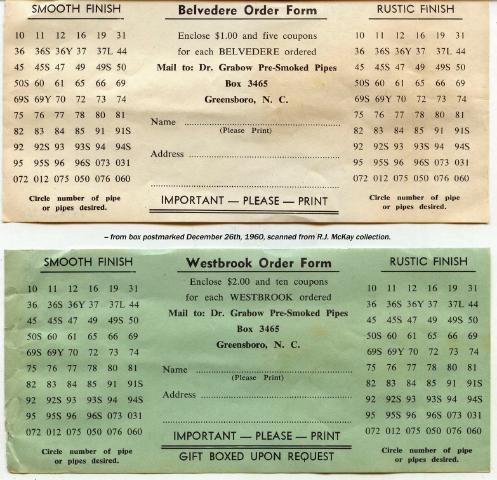 SMOOTH FINISH
10 11 12 16 19 31
36 36S 36Y 37 37L 44
45 45S 47 49 49S 50
50S 60 61 65 66 69
69S 69Y 70 72 73 74
75 76 77 78 80 81
82 83 84 85 91 91S
92 92S 93 93S 94 94S
95 95S 96 96S 073 031
072 012 075 050 076 060
Circle number of pipe
or pipes desired.
Belvedere Order Form
Enclose $1.00 and five coupons
for each BELVEDERE ordered
Mail to: Dr. Grabow Pre-Smoked Pipes
Box 3465
Greensboro, N. C.
Name
(Please Print)
Address
IMPORTANT — PLEASE — PRINT
RUSTIC FINISH
10 11 12 16 19 31
36 36S 36Y 37 37L 44
45 45S 47 49 49S 50
50S 60 61 65 66 69
69S 69Y 70 72 73 74
75 76 77 78 80 81
82 83 84 85 91 91S
92 92S 93 93S 94 94S
95 95S 96 96S 073 031
072 012 075 050 076 060
Circle number of pipe
or pipes desired.
– from box postmarked December 26th, 1960, scanned from R.J. McKay collection.
SMOOTH FINISH
10 11 12 16 19 31
36 36S 36Y 37 37L 44
45 45S 47 49 49S 50
50S 60 61 65 66 69
69S 69Y 70 72 73 74
75 76 77 78 80 81
82 83 84 85 91 91S
92 92S 93 93S 94 94S
95 95S 96 96S 073 031
072 012 075 050 076 060
Circle number of pipe
or pipes desired.
Westbrook Order Form
Enclose $2.00 and ten coupons
for each WESTBROOK ordered
Mail to: Dr. Grabow Pre-Smoked Pipes
Box 3465
Greensboro, N. C.
Name
(Please Print)
Address
IMPORTANT — PLEASE — PRINT
GIFT BOXED UPON REQUEST
RUSTIC FINISH
10 11 12 16 19 31
36 36S 36Y 37 37L 44
45 45S 47 49 49S 50
50S 60 61 65 66 69
69S 69Y 70 72 73 74
75 76 77 78 80 81
82 83 84 85 91 91S
92 92S 93 93S 94 94S
95 95S 96 96S 073 031
072 012 075 050 076 060
Circle number of pipe
or pipes desired.